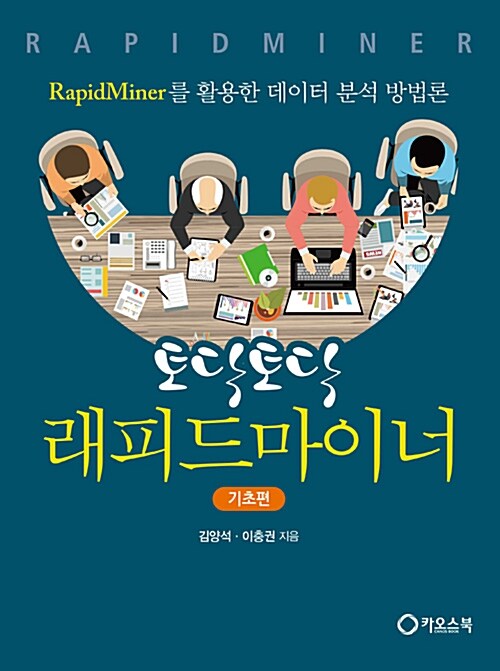 RAPIDMINER
RapidMiner를 활용한 데이터 분석 방법론
토닥토닥
래피드마이너
기초편
김양석 · 이충권 지음
카오스북
CHAOS BOOK